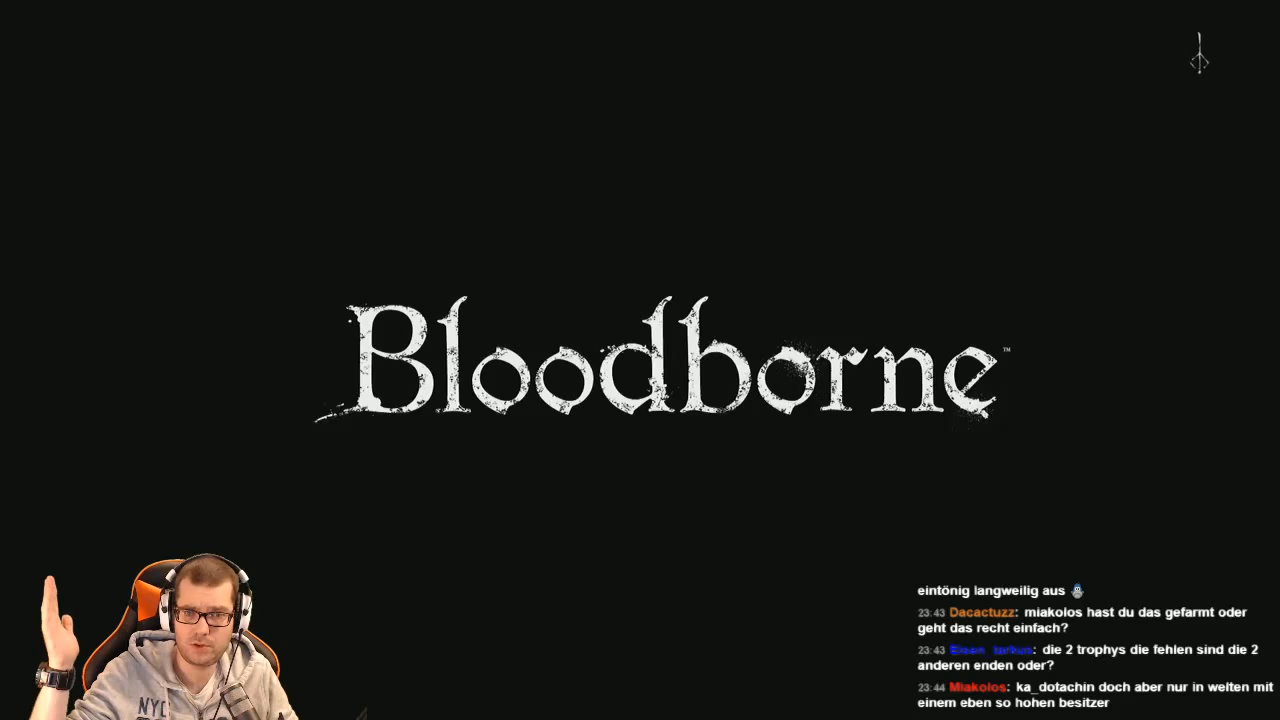 Bloodborne™
NYC
eintönig langweilig aus
23:43 Dacactuzz: miakolos hast du das gefarmt oder
geht das recht einfach?
23:43 : die 2 trophys die fehlen sind die 2
anderen enden oder?
23:44 Miakolos: ka_dotachin doch aber nur in welten mit
einem eben so hohen besitzer